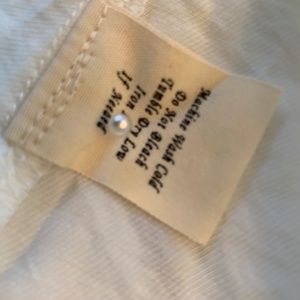 Machine Wash Cold
Do Not Bleach
Tumble Dry Low
Iron
If Needed